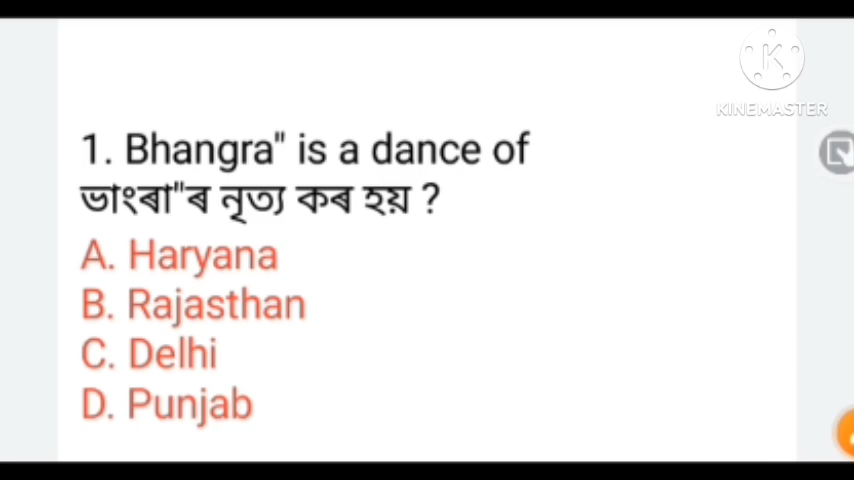 KINEMASTER
1. Bhangra" is a dance of
ভাংৰা"ৰ নৃত্য কৰ হয় ?
A. Haryana
B. Rajasthan
C. Delhi
D. Punjab